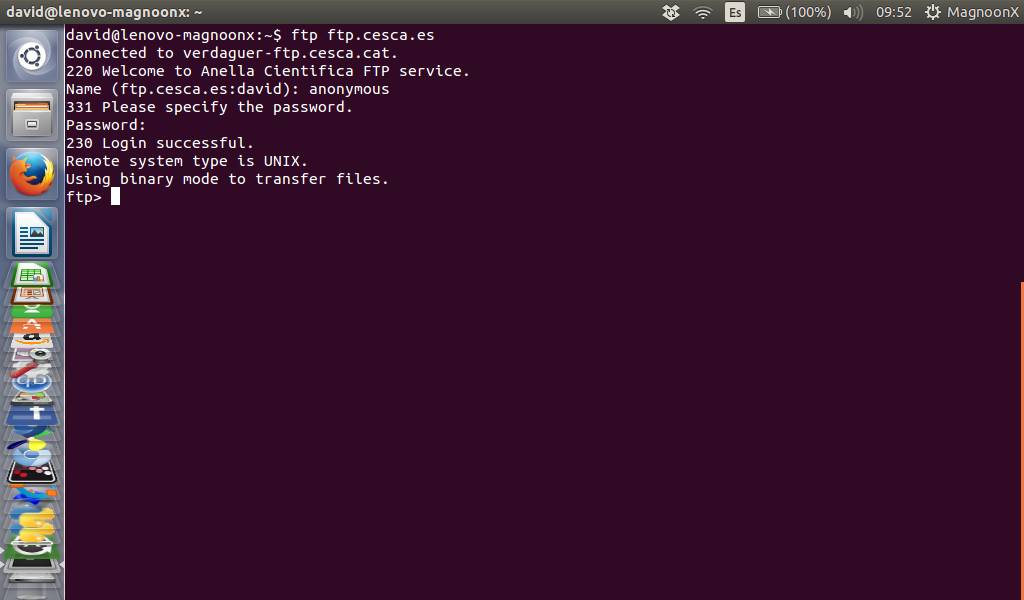 david@lenovo-magnoonx: ~
Es
(100%)
09:52
MagnoonX
david@lenovo-magnoonx:~$ ftp ftp.cesca.es
Connected to verdaguer-ftp.cesca.cat.
220 Welcome to Anella Cientifica FTP service.
Name (ftp.cesca.es:david): anonymous
331 Please specify the password.
Password:
230 Login successful.
Remote system type is UNIX.
Using binary mode to transfer files.
ftp>